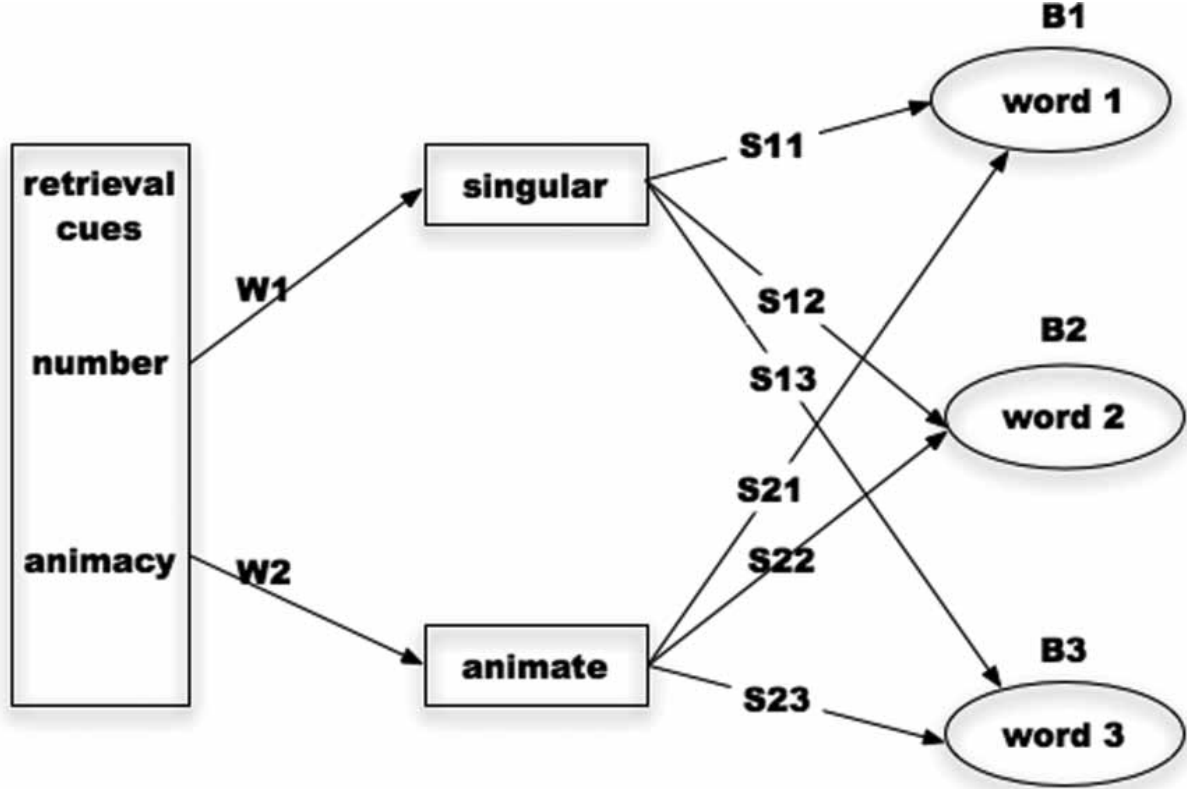 B1
word 1
S11
retrieval
cues
singular
W1
S12
B2
number
S13
word 2
S21
animacy
W2
S22
B3
animate
S23
word 3